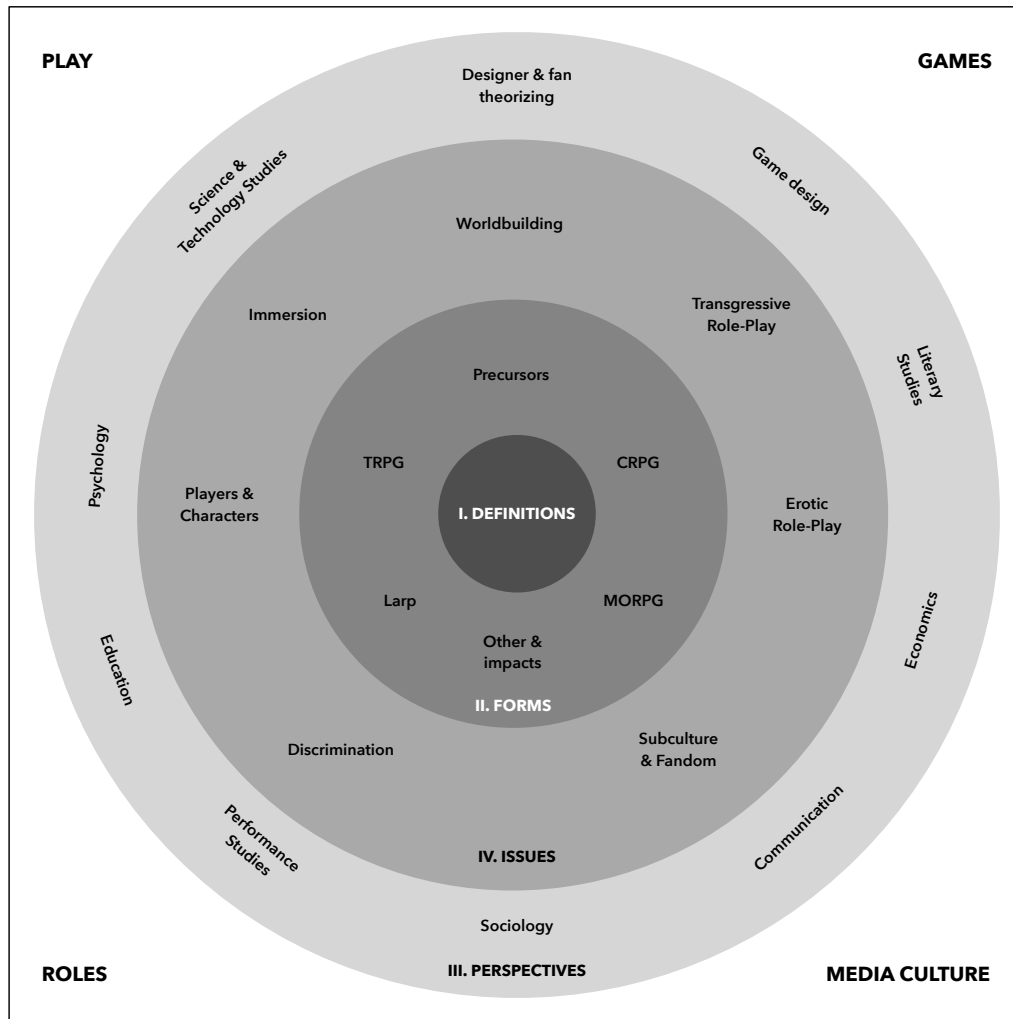 PLAY
GAMES
Designer & fan
theorizing
Science &
Technology Studies
Game design
Worldbuilding
Immersion
Transgressive
Role-Play
Literary
Studies
Precursors
Psychology
TRPG
CRPG
Players &
Characters
I. DEFINITIONS
Erotic
Role-Play
Larp
MORPG
Economics
Education
Other &
impacts
II. FORMS
Discrimination
Subculture
& Fandom
Performance
Studies
Communication
IV. ISSUES
Sociology
III. PERSPECTIVES
ROLES
MEDIA CULTURE